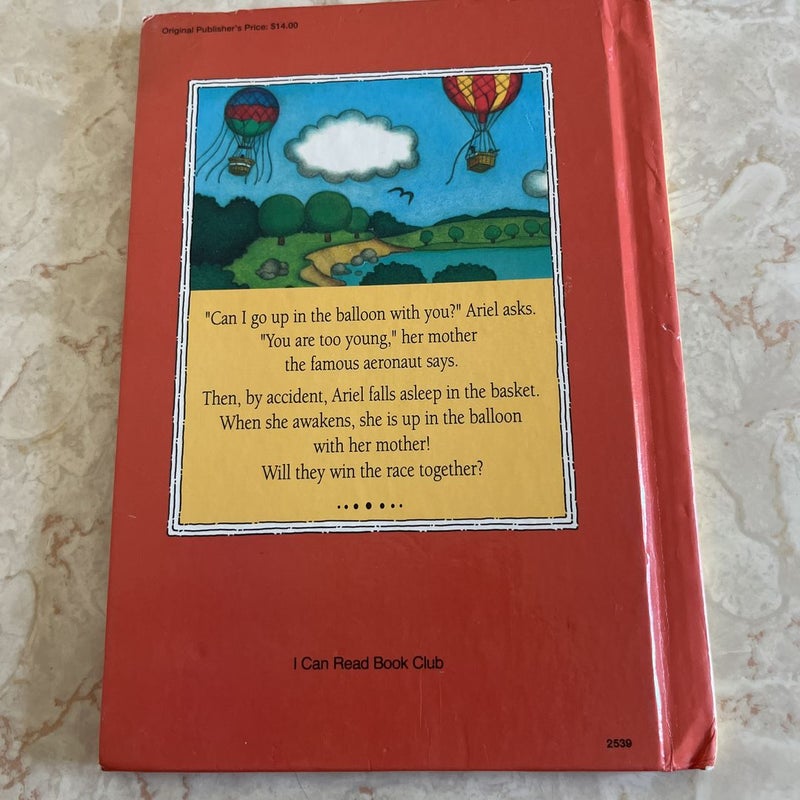 Original Publisher's Price: $14.00
"Can I go up in the balloon with you?" Ariel asks.
"You are too young," her mother
the famous aeronaut says.
Then, by accident, Ariel falls asleep in the basket.
When she awakens, she is up in the balloon
with her mother!
Will they win the race together?
I Can Read Book Club
2539